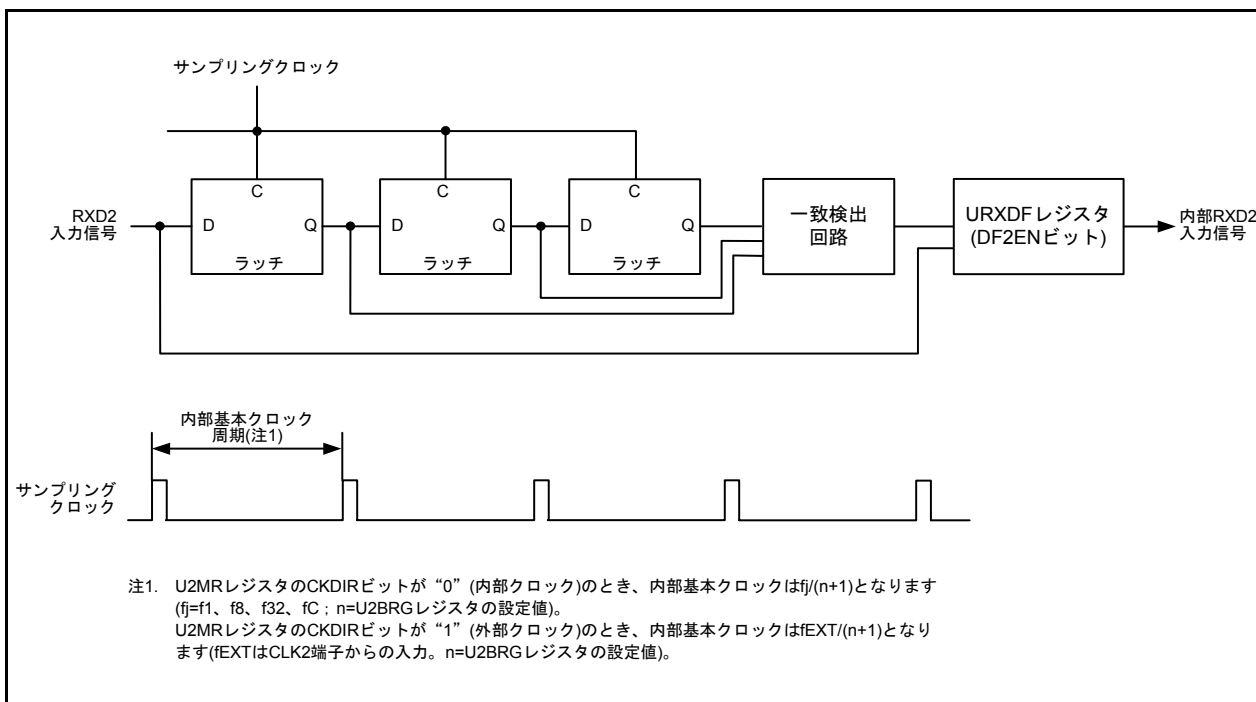 サンプリングクロック
RXD2
入力信号
C
D
Q
ラッチ
C
D
Q
ラッチ
C
D
Q
ラッチ
一致検出
回路
URXDFレジスタ
(DF2ENビット)
内部RXD2
入力信号
内部基本クロック
周期(注1)
サンプリング
クロック
注1. U2MRレジスタのCKDIRビットが“0”(内部クロック)のとき、内部基本クロックはfj/(n+1)となります
(fj=f1、f8、f32、fC ; n=U2BRGレジスタの設定値)。
U2MRレジスタのCKDIRビットが“1”(外部クロック)のとき、内部基本クロックはfEXT/(n+1)となり
ます(fEXTはCLK2端子からの入力。n=U2BRGレジスタの設定値)。